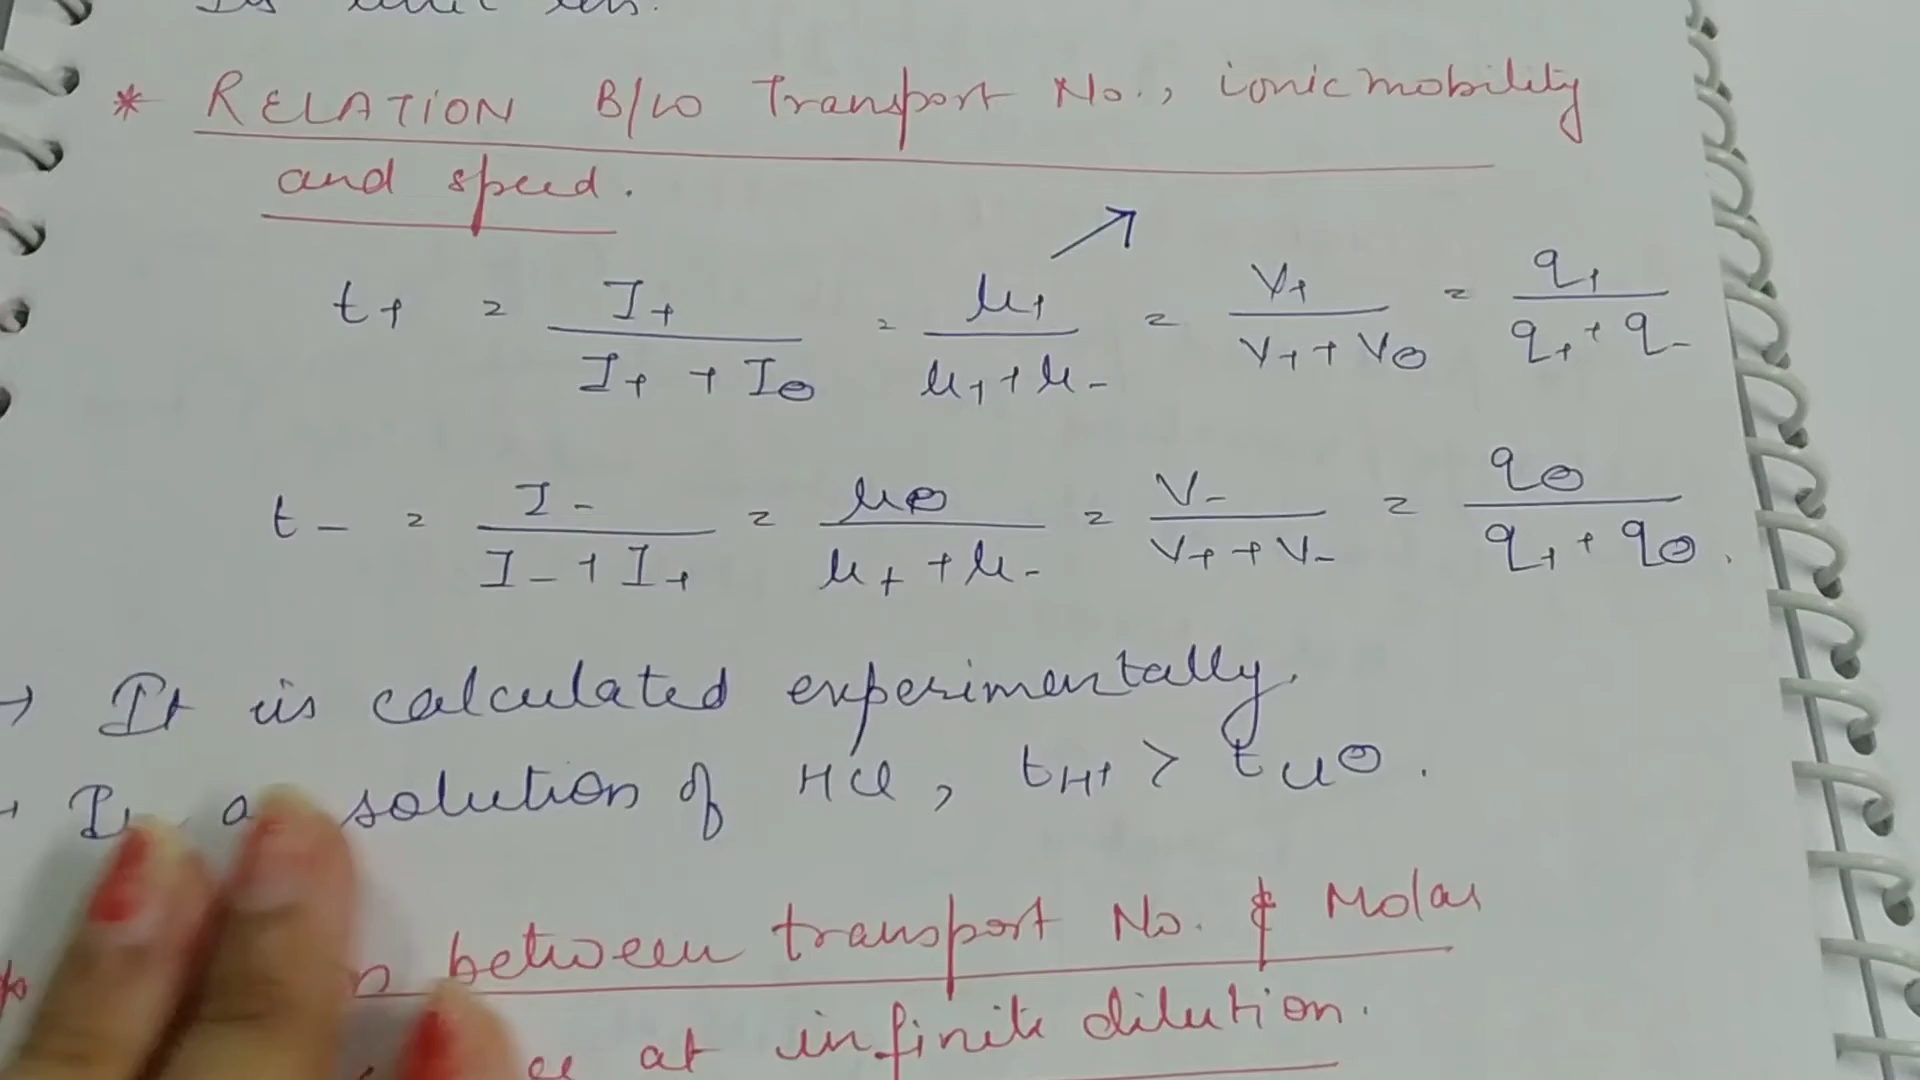 * RELATION B/W Transport No., ionic mobility
and speed.
t+ = I+ / (I+ + I⊖) = μ+ / (μ+ + μ-) = V+ / (V+ + V⊖) = q+ / (q+ + q-)
t- = I- / (I- + I+) = μ⊖ / (μ+ + μ-) = V- / (V+ + V-) = q⊖ / (q+ + q⊖).
→ It is calculated experimentally.
→ In a solution of HCl, tH+ > tCl⊖.
between transport No. & Molar
at infinite dilution.